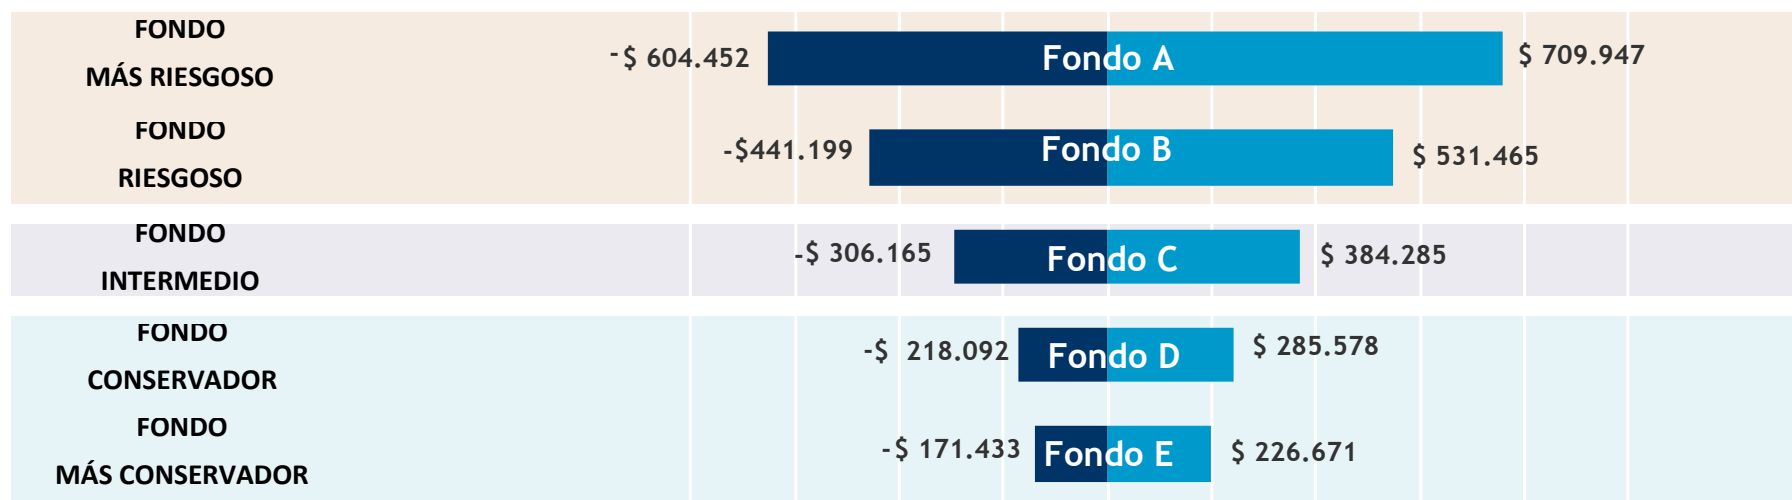 FONDO
MÁS RIESGOSO
-$ 604.452
Fondo A
$ 709.947
FONDO
RIESGOSO
-$441.199
Fondo B
$ 531.465
FONDO
INTERMEDIO
-$ 306.165
Fondo C
$ 384.285
FONDO
CONSERVADOR
-$ 218.092
Fondo D
$ 285.578
FONDO
MÁS CONSERVADOR
-$ 171.433
Fondo E
$ 226.671